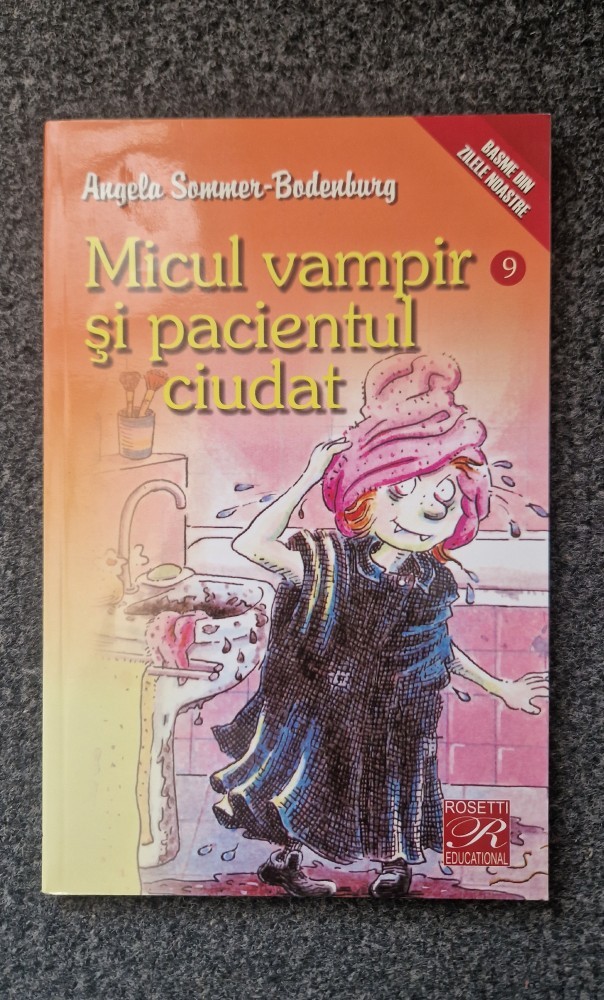 BASME DIN
ZILELE NOASTRE
Angela Sommer-Bodenburg
Micul vampir 9
şi pacientul
ciudat
ROSETTI
R
EDUCATIONAL